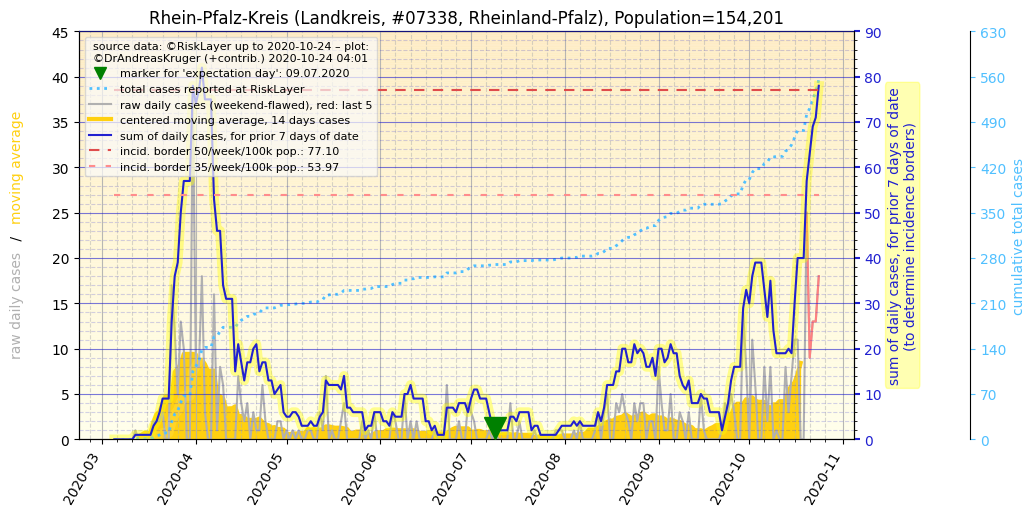 Rhein-Pfalz-Kreis (Landkreis, #07338, Rheinland-Pfalz), Population=154,201
source data: ©RiskLayer up to 2020-10-24 – plot:
©DrAndreasKruger (+contrib.) 2020-10-24 04:01
marker for 'expectation day': 09.07.2020
total cases reported at RiskLayer
raw daily cases (weekend-flawed), red: last 5
centered moving average, 14 days cases
sum of daily cases, for prior 7 days of date
incid. border 50/week/100k pop.: 77.10
incid. border 35/week/100k pop.: 53.97
raw daily cases / moving average
45
40
35
30
25
20
15
10
5
0
2020-03
2020-04
2020-05
2020-06
2020-07
2020-08
2020-09
2020-10
2020-11
90
80
70
60
50
40
30
20
10
0
sum of daily cases, for prior 7 days of date
(to determine incidence borders)
630
560
490
420
350
280
210
140
70
0
cumulative total cases